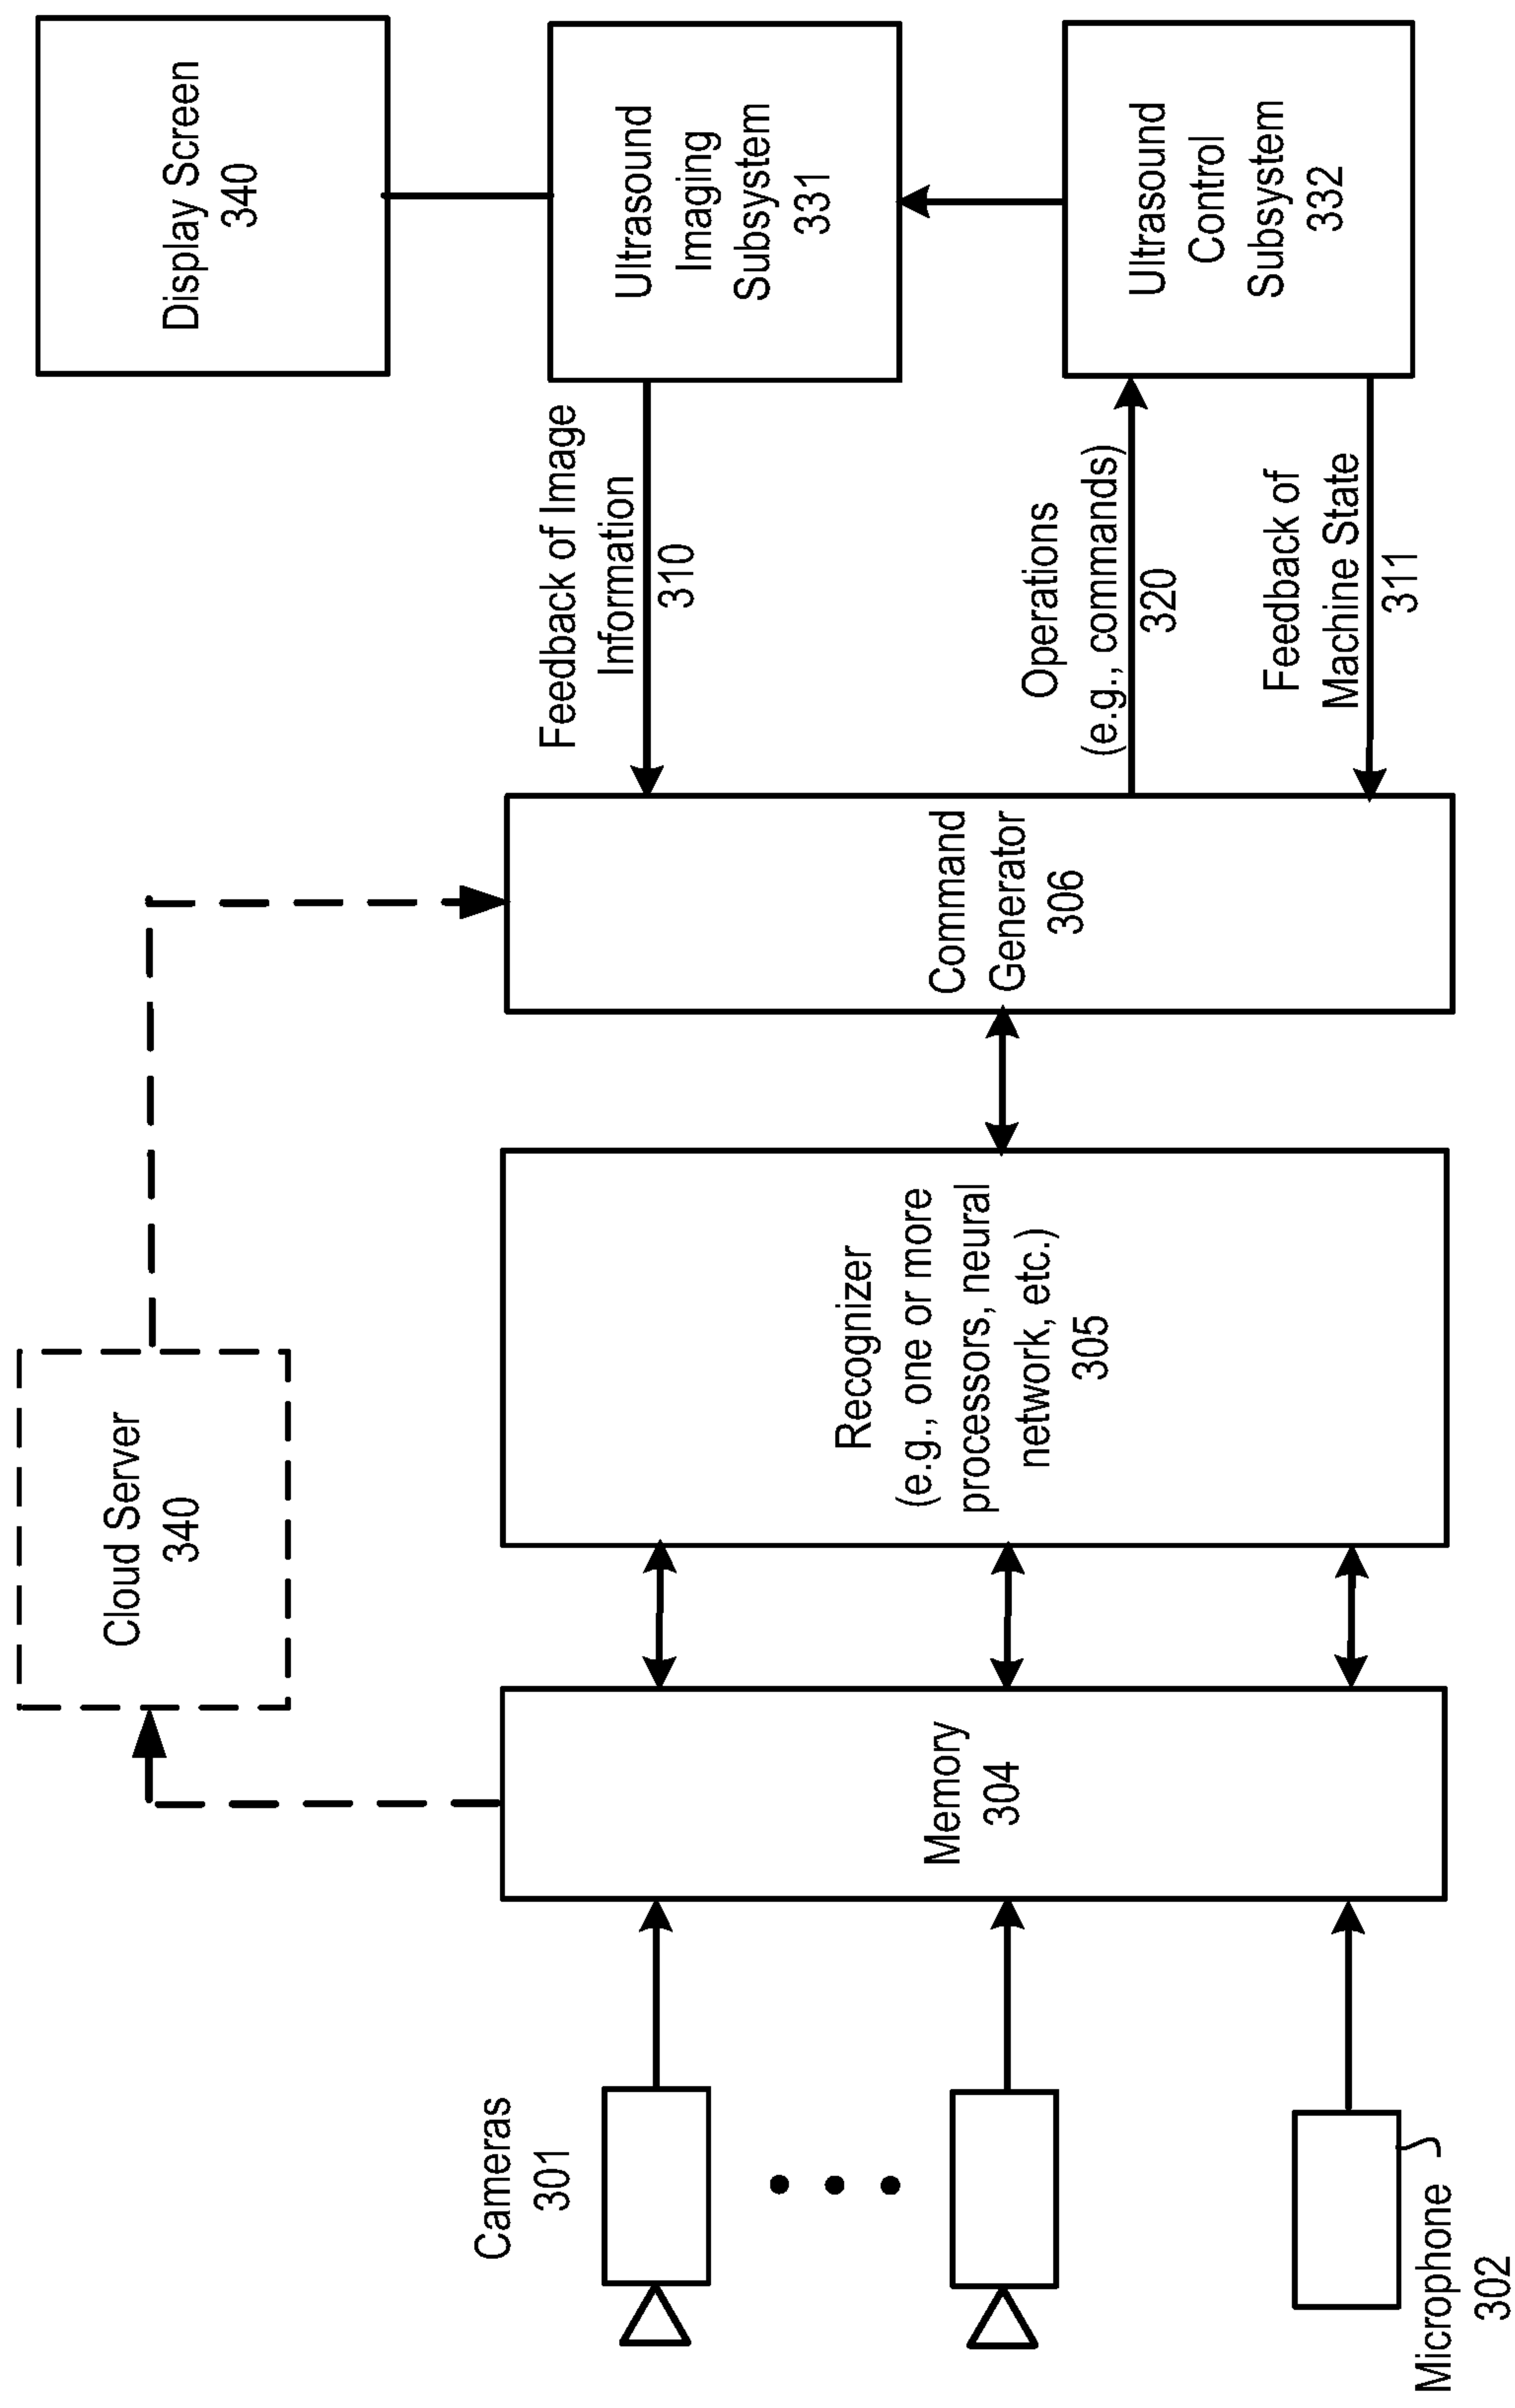 Cameras
301
Microphone
302
Memory
304
Cloud Server
340
Recognizer
(e.g., one or more
processors, neural
network, etc.)
305
Command
Generator
306
Feedback of Image
Information
310
Operations
(e.g., commands)
320
Feedback of
Machine State
311
Display Screen
340
Ultrasound
Imaging
Subsystem
331
Ultrasound
Control
Subsystem
332